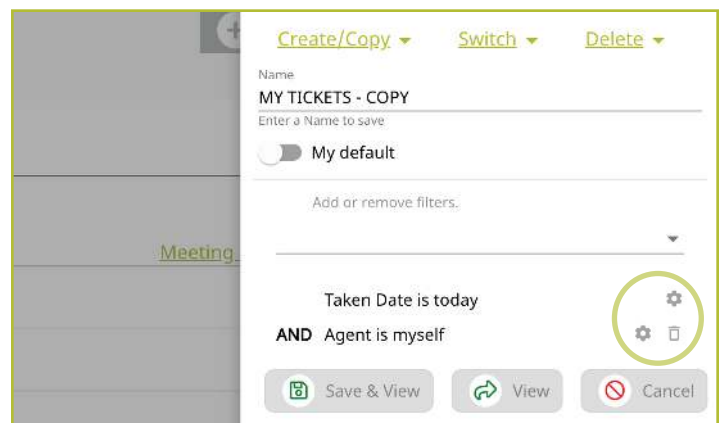 Create/Copy Switch Delete
Name
MY TICKETS - COPY
Enter a Name to save
My default
Add or remove filters.
Meeting
Taken Date is today
AND Agent is myself
Save & View View Cancel